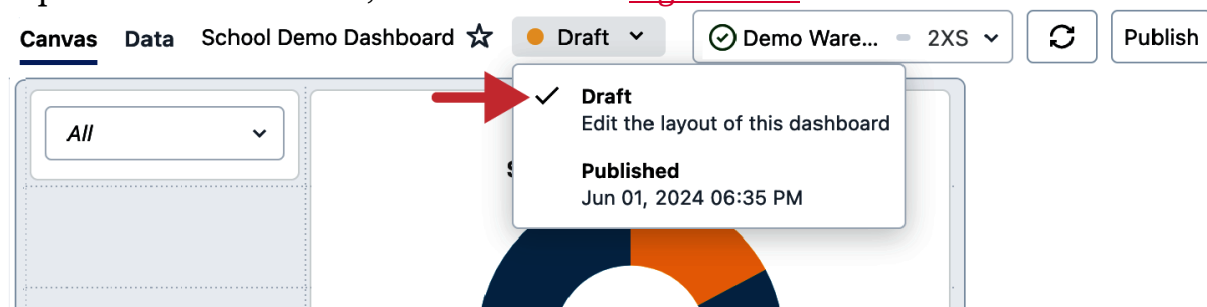 Canvas Data School Demo Dashboard Draft Demo Ware... 2XS Publish
Draft
All
Edit the layout of this dashboard
Published
Jun 01, 2024 06:35 PM